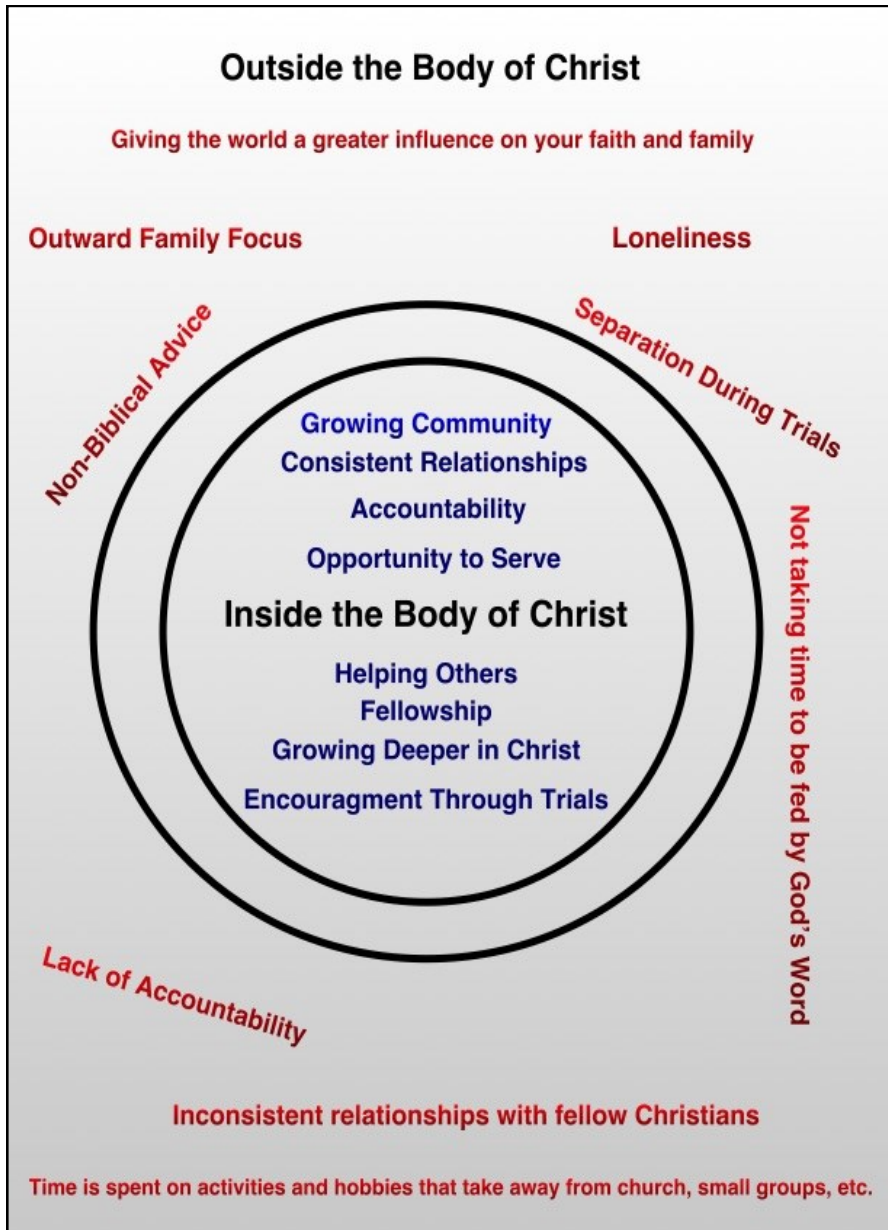 Outside the Body of Christ
Giving the world a greater influence on your faith and family
Outward Family Focus
Loneliness
Non-Biblical Advice
Separation During Trials
Growing Community
Consistent Relationships
Accountability
Opportunity to Serve
Inside the Body of Christ
Helping Others
Fellowship
Growing Deeper in Christ
Encouragment Through Trials
Not taking time to be fed by God's Word
Lack of Accountability
Inconsistent relationships with fellow Christians
Time is spent on activities and hobbies that take away from church, small groups, etc.